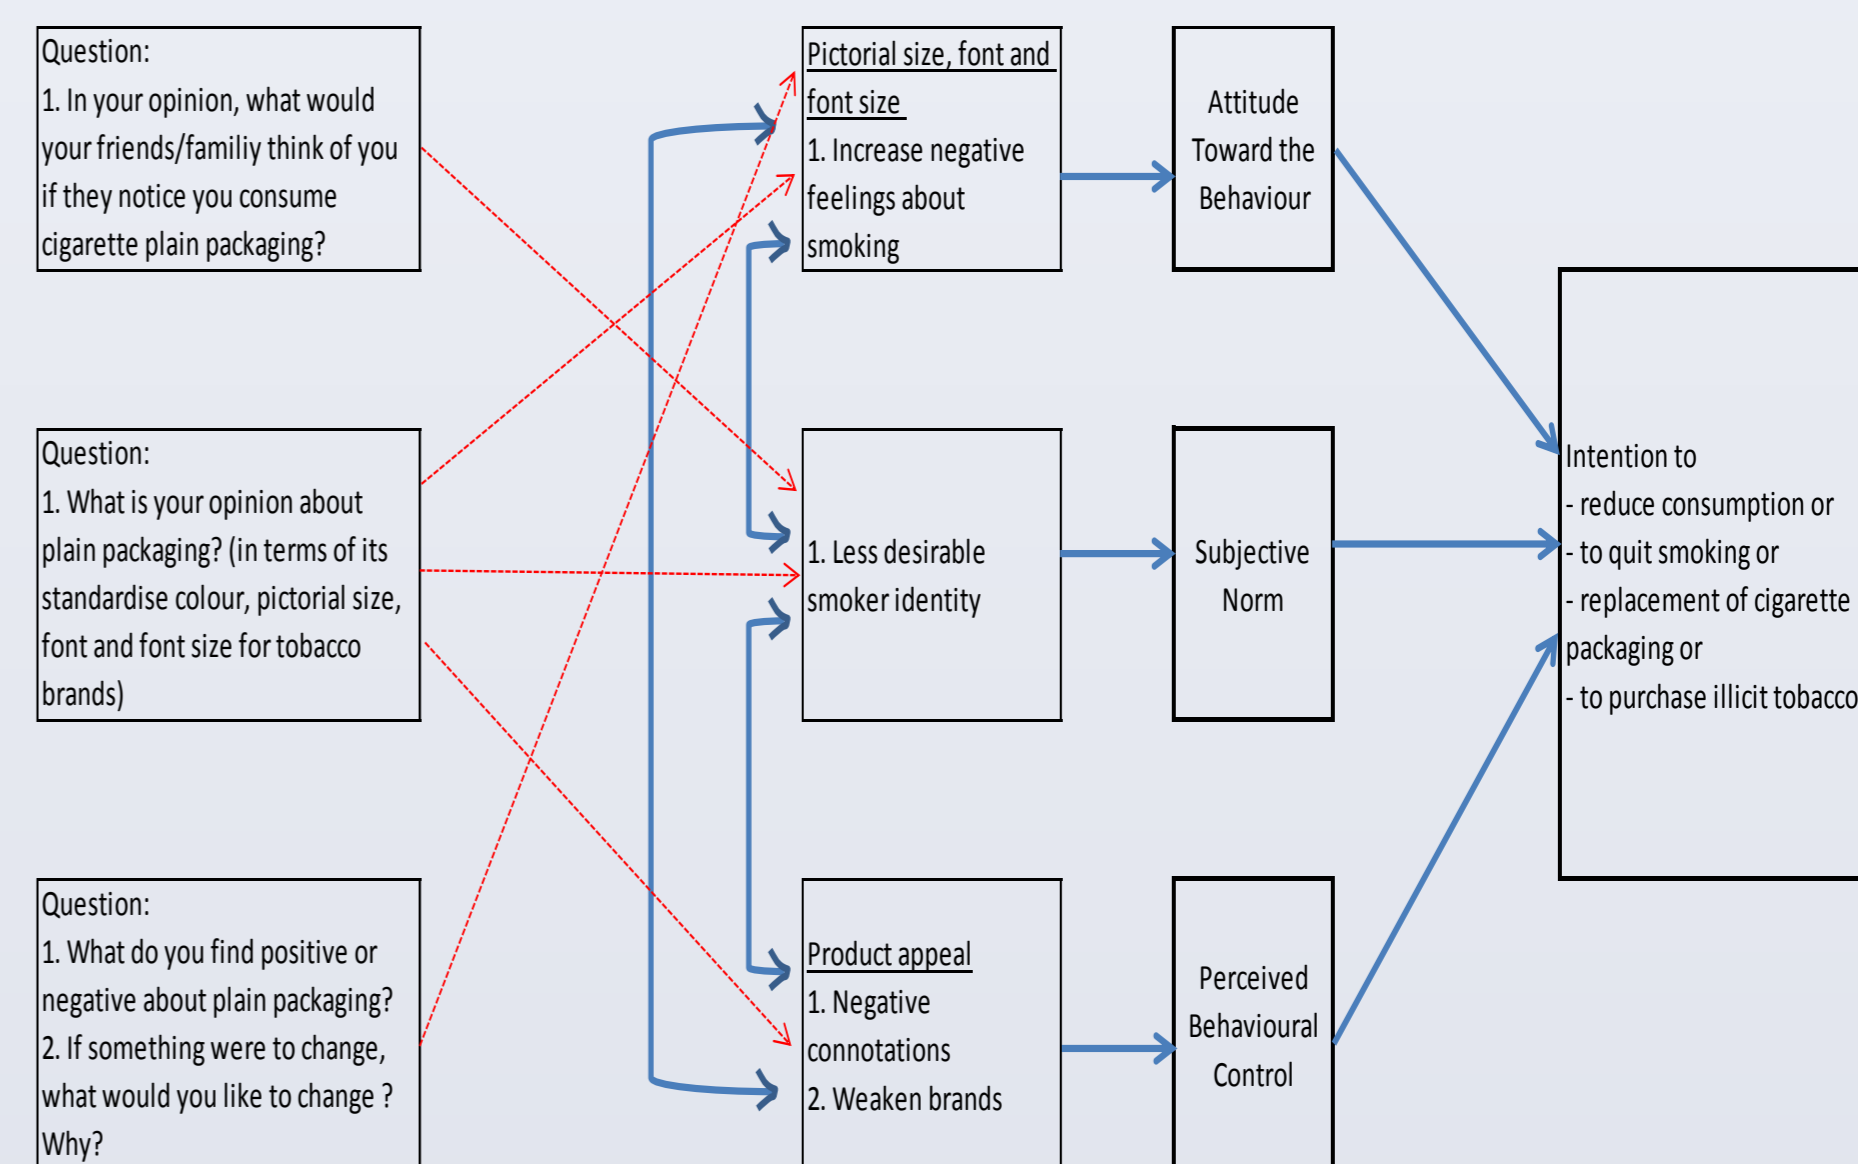 Question:
1. In your opinion, what would
your friends/familiy think of you
if they notice you consume
cigarette plain packaging?
Pictorial size, font and
font size
1. Increase negative
feelings about
smoking
Attitude
Toward the
Behaviour
Question:
1. What is your opinion about
plain packaging? (in terms of its
standardise colour, pictorial size,
font and font size for tobacco
brands)
1. Less desirable
smoker identity
Subjective
Norm
Intention to
- reduce consumption or
- to quit smoking or
- replacement of cigarette
packaging or
- to purchase illicit tobacco
Question:
1. What do you find positive or
negative about plain packaging?
2. If something were to change,
what would you like to change ?
Why?
Product appeal
1. Negative
connotations
2. Weaken brands
Perceived
Behavioural
Control